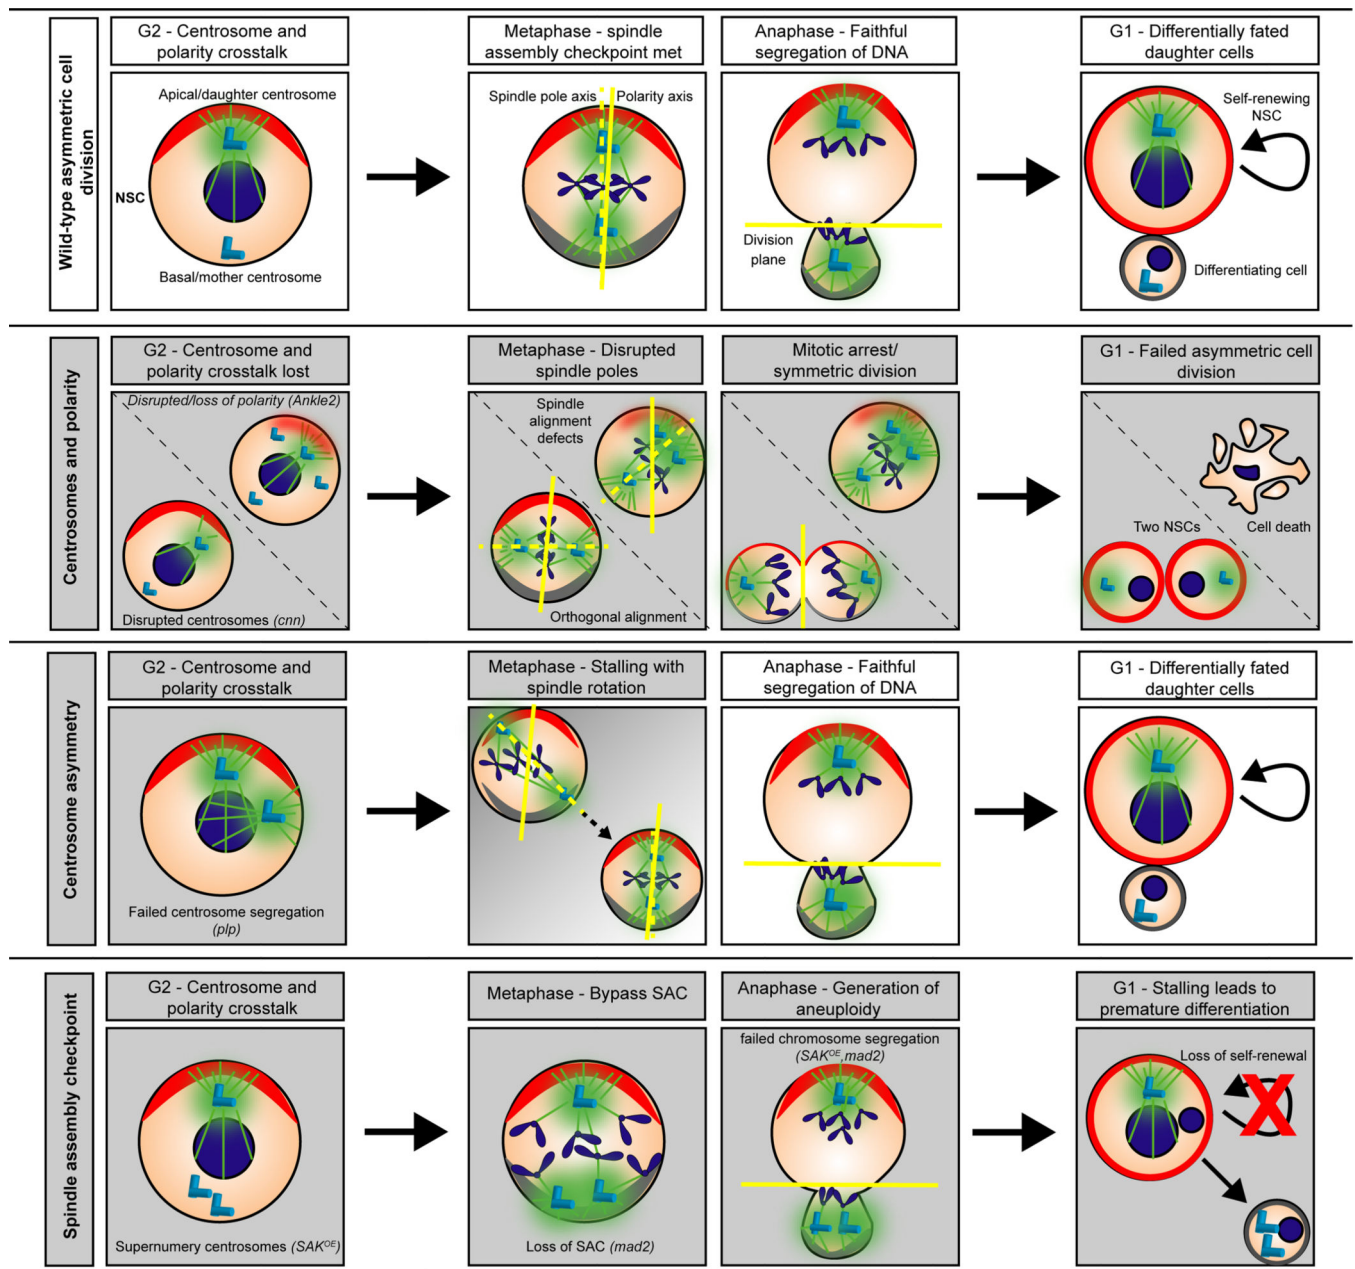 Wild-type asymmetric cell
division
G2 - Centrosome and
polarity crosstalk
Apical/daughter centrosome
NSC
Basal/mother centrosome
Metaphase - spindle
assembly checkpoint met
Spindle pole axis
Polarity axis
Anaphase - Faithful
segregation of DNA
Division
plane
G1 - Differentially fated
daughter cells
Self-renewing
NSC
Differentiating cell
Centrosomes and polarity
G2 - Centrosome and
polarity crosstalk lost
Disrupted/loss of polarity (Ankle2)
Disrupted centrosomes (cnn)
Metaphase - Disrupted
spindle poles
Spindle
alignment
defects
Orthogonal alignment
Mitotic arrest/
symmetric division
G1 - Failed asymmetric cell
division
Two NSCs
Cell death
Centrosome asymmetry
G2 - Centrosome and
polarity crosstalk
Failed centrosome segregation
(plp)
Metaphase - Stalling with
spindle rotation
Anaphase - Faithful
segregation of DNA
G1 - Differentially fated
daughter cells
Spindle assembly checkpoint
G2 - Centrosome and
polarity crosstalk
Supernumery centrosomes (SAKOE)
Metaphase - Bypass SAC
Loss of SAC (mad2)
Anaphase - Generation of
aneuploidy
failed chromosome segregation
(SAKOE,mad2)
G1 - Stalling leads to
premature differentiation
Loss of self-renewal
X